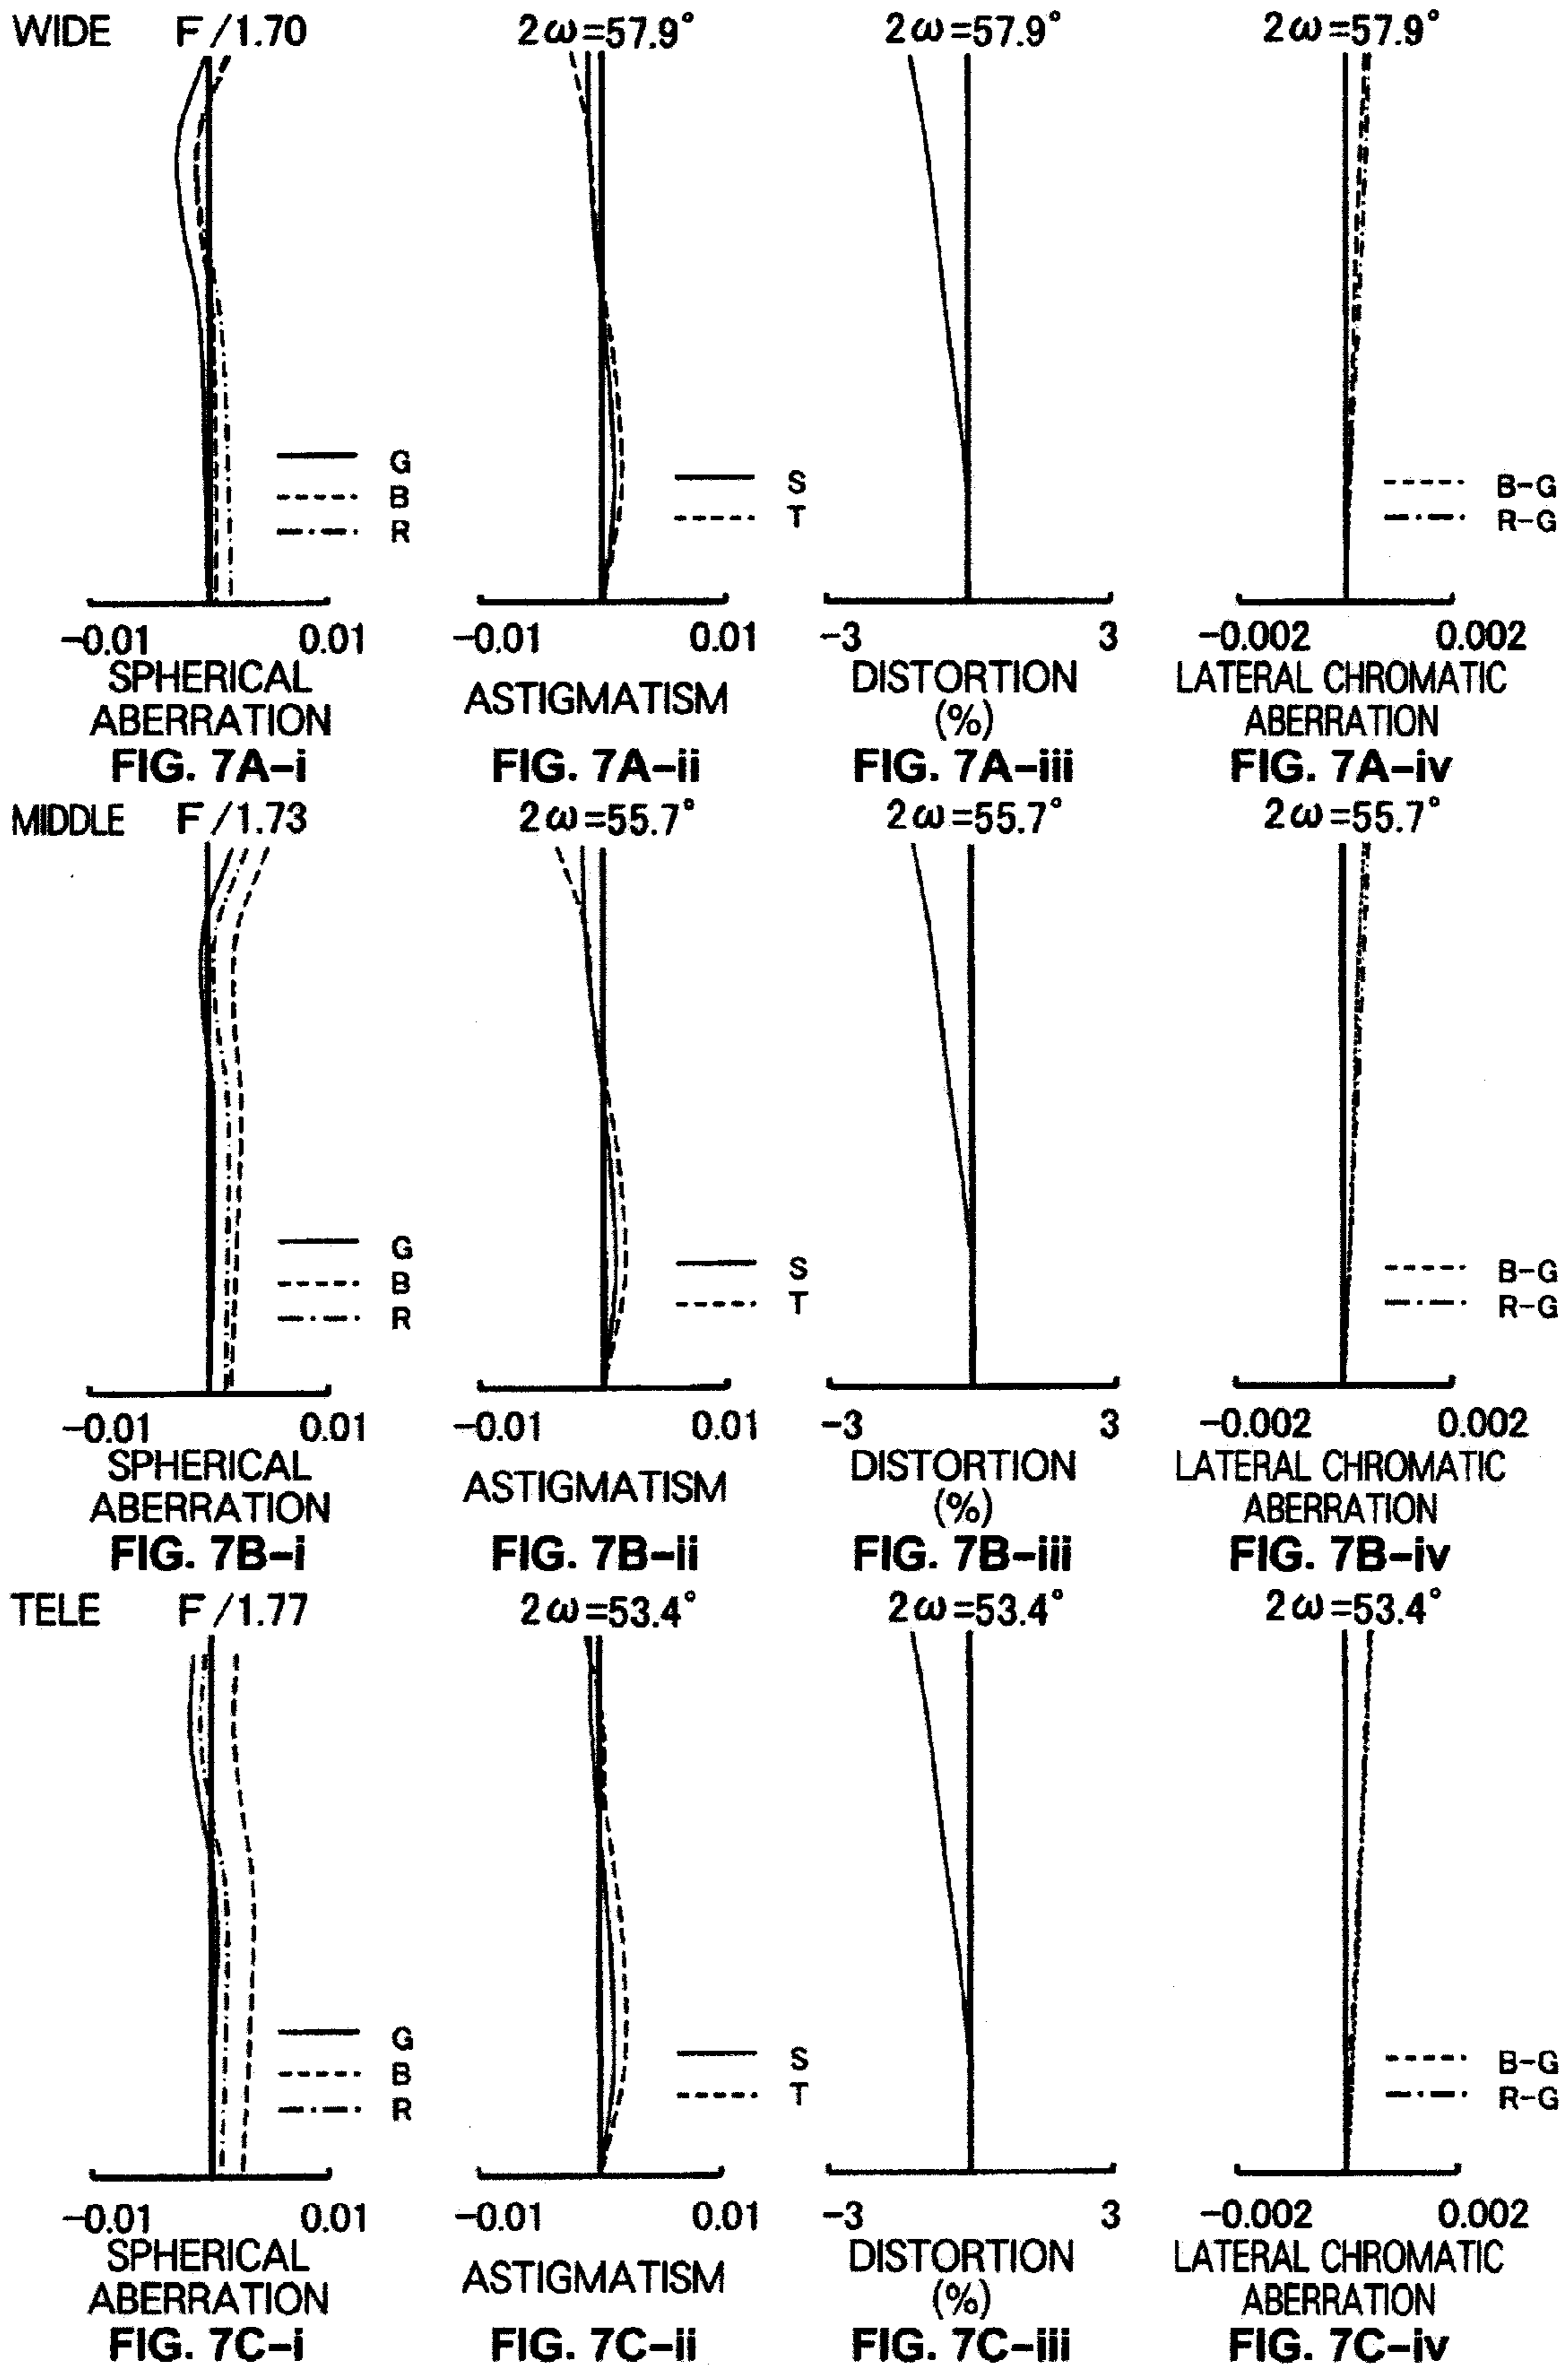 WIDE F/1.70 2ω=57.9° 2ω=57.9° 2ω=57.9°
G
B
R
S
T
B-G
R-G
-0.01 0.01
SPHERICAL
ABERRATION
FIG. 7A-i
-0.01 0.01
ASTIGMATISM
FIG. 7A-ii
-3 3
DISTORTION
(%)
FIG. 7A-iii
-0.002 0.002
LATERAL CHROMATIC
ABERRATION
FIG. 7A-iv
MIDDLE F/1.73 2ω=55.7° 2ω=55.7° 2ω=55.7°
G
B
R
S
T
B-G
R-G
-0.01 0.01
SPHERICAL
ABERRATION
FIG. 7B-i
-0.01 0.01
ASTIGMATISM
FIG. 7B-ii
-3 3
DISTORTION
(%)
FIG. 7B-iii
-0.002 0.002
LATERAL CHROMATIC
ABERRATION
FIG. 7B-iv
TELE F/1.77 2ω=53.4° 2ω=53.4° 2ω=53.4°
G
B
R
S
T
B-G
R-G
-0.01 0.01
SPHERICAL
ABERRATION
FIG. 7C-i
-0.01 0.01
ASTIGMATISM
FIG. 7C-ii
-3 3
DISTORTION
(%)
FIG. 7C-iii
-0.002 0.002
LATERAL CHROMATIC
ABERRATION
FIG. 7C-iv